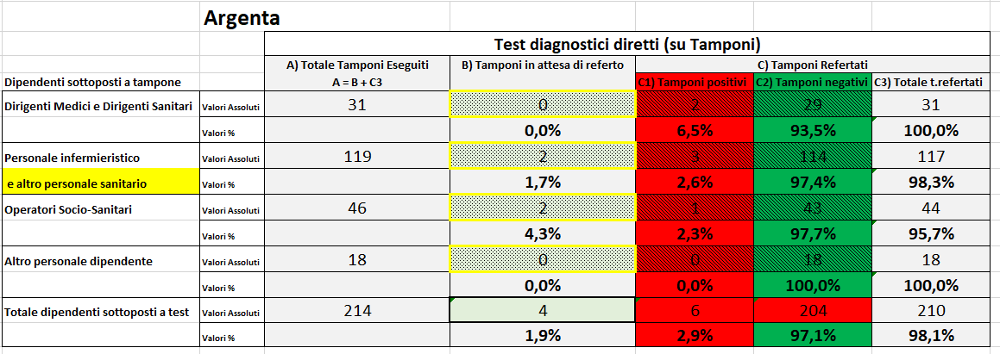 Argenta
Test diagnostici diretti (su Tamponi)
A) Totale Tamponi Eseguiti B) Tamponi in attesa di referto C) Tamponi Refertati
Dipendenti sottoposti a tampone A = B + C3 C1) Tamponi positivi C2) Tamponi negativi C3) Totale t.refertati
Dirigenti Medici e Dirigenti Sanitari Valori Assoluti 31 0 2 29 31
Valori % 0,0% 6,5% 93,5% 100,0%
Personale infermieristico Valori Assoluti 119 2 3 114 117
e altro personale sanitario Valori % 1,7% 2,6% 97,4% 98,3%
Operatori Socio-Sanitari Valori Assoluti 46 2 1 43 44
Valori % 4,3% 2,3% 97,7% 95,7%
Altro personale dipendente Valori Assoluti 18 0 0 18 18
Valori % 0,0% 0,0% 100,0% 100,0%
Totale dipendenti sottoposti a test Valori Assoluti 214 4 6 204 210
Valori % 1,9% 2,9% 97,1% 98,1%